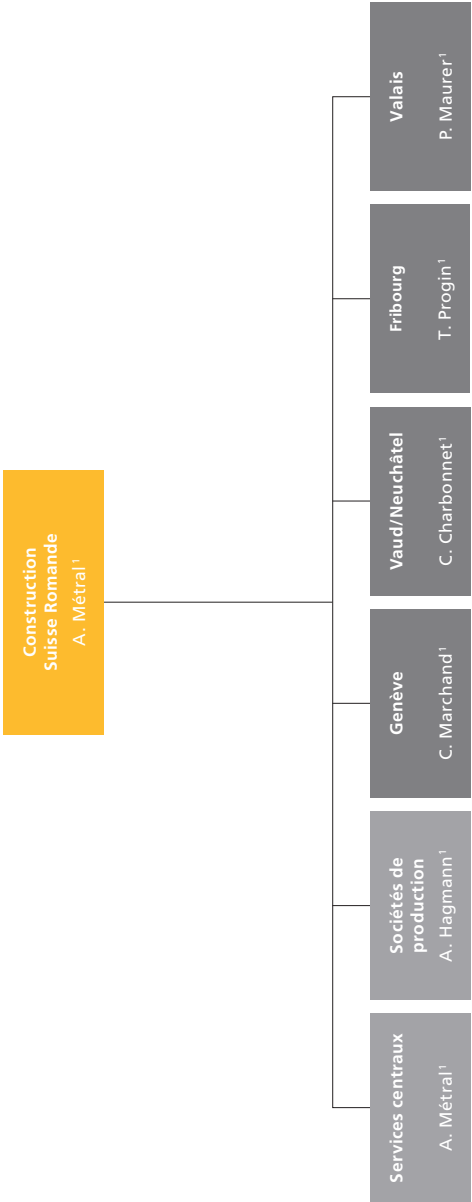 Construction
Suisse Romande
A. Métral¹
Services centraux
A. Métral¹
Sociétés de
production
A. Hagmann¹
Genève
C. Marchand¹
Vaud/Neuchâtel
C. Charbonnet¹
Fribourg
T. Progin¹
Valais
P. Maurer¹